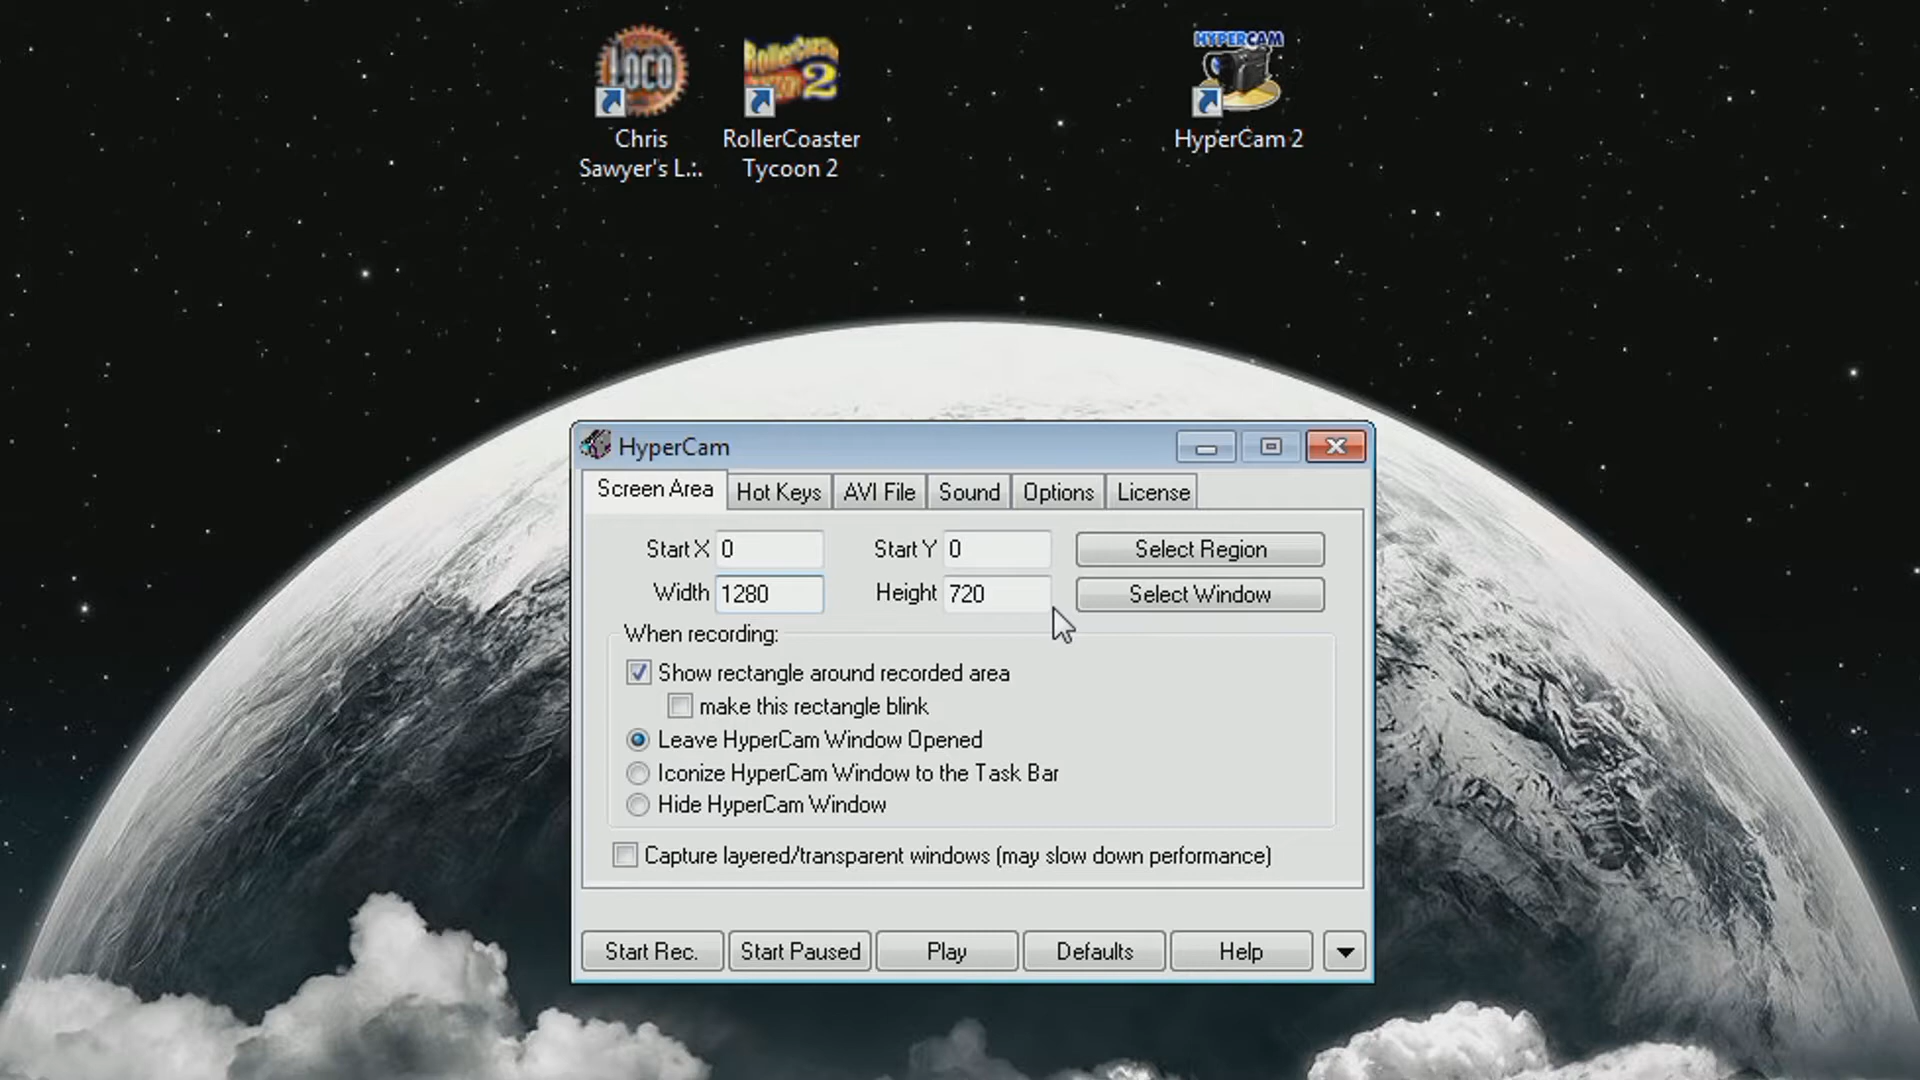 LOCO
RollerCoaster
2
HYPERCAM
Chris
Sawyer's L...
RollerCoaster
Tycoon 2
HyperCam 2
HyperCam
Screen Area Hot Keys AVI File Sound Options License
Start X 0 Start Y 0 Select Region
Width 1280 Height 720 Select Window
When recording:
Show rectangle around recorded area
make this rectangle blink
Leave HyperCam Window Opened
Iconize HyperCam Window to the Task Bar
Hide HyperCam Window
Capture layered/transparent windows (may slow down performance)
Start Rec. Start Paused Play Defaults Help